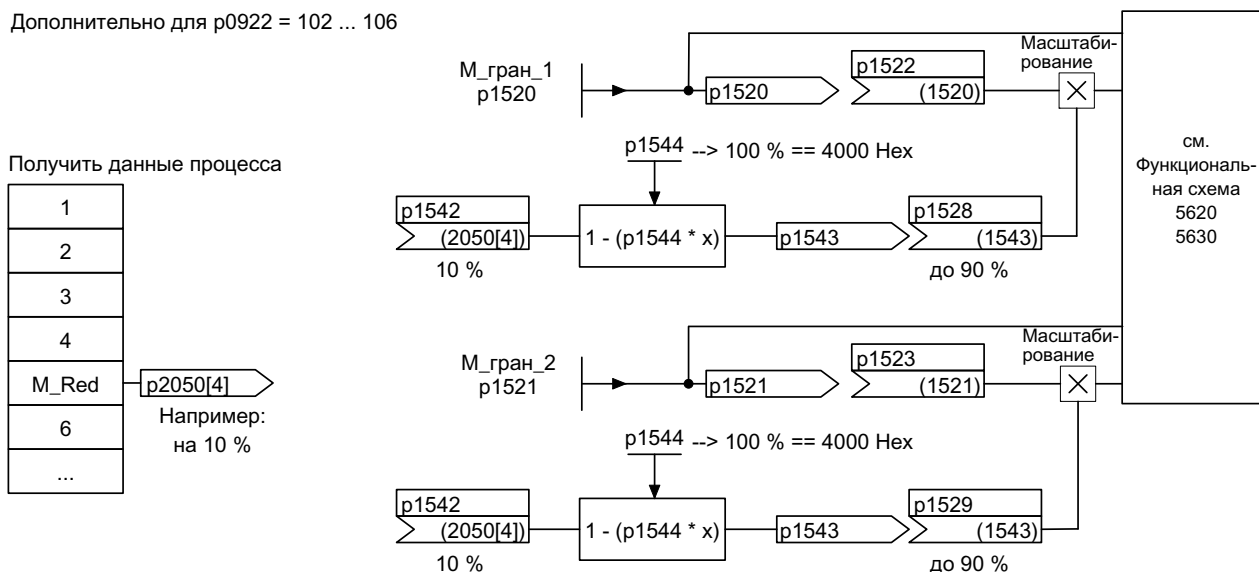 Дополнительно для p0922 = 102 ... 106
Получить данные процесса
1
2
3
4
M_Red
6
...
p2050[4]
Например:
на 10 %
М_гран_1
p1520
p1520
p1522
(1520)
Масштаби-
рование
p1544 --> 100 % == 4000 Hex
p1542
(2050[4])
10 %
1 - (p1544 * x)
p1543
p1528
(1543)
до 90 %
М_гран_2
p1521
p1521
p1523
(1521)
Масштаби-
рование
p1544 --> 100 % == 4000 Hex
p1542
(2050[4])
10 %
1 - (p1544 * x)
p1543
p1529
(1543)
до 90 %
см.
Функциональ-
ная схема
5620
5630